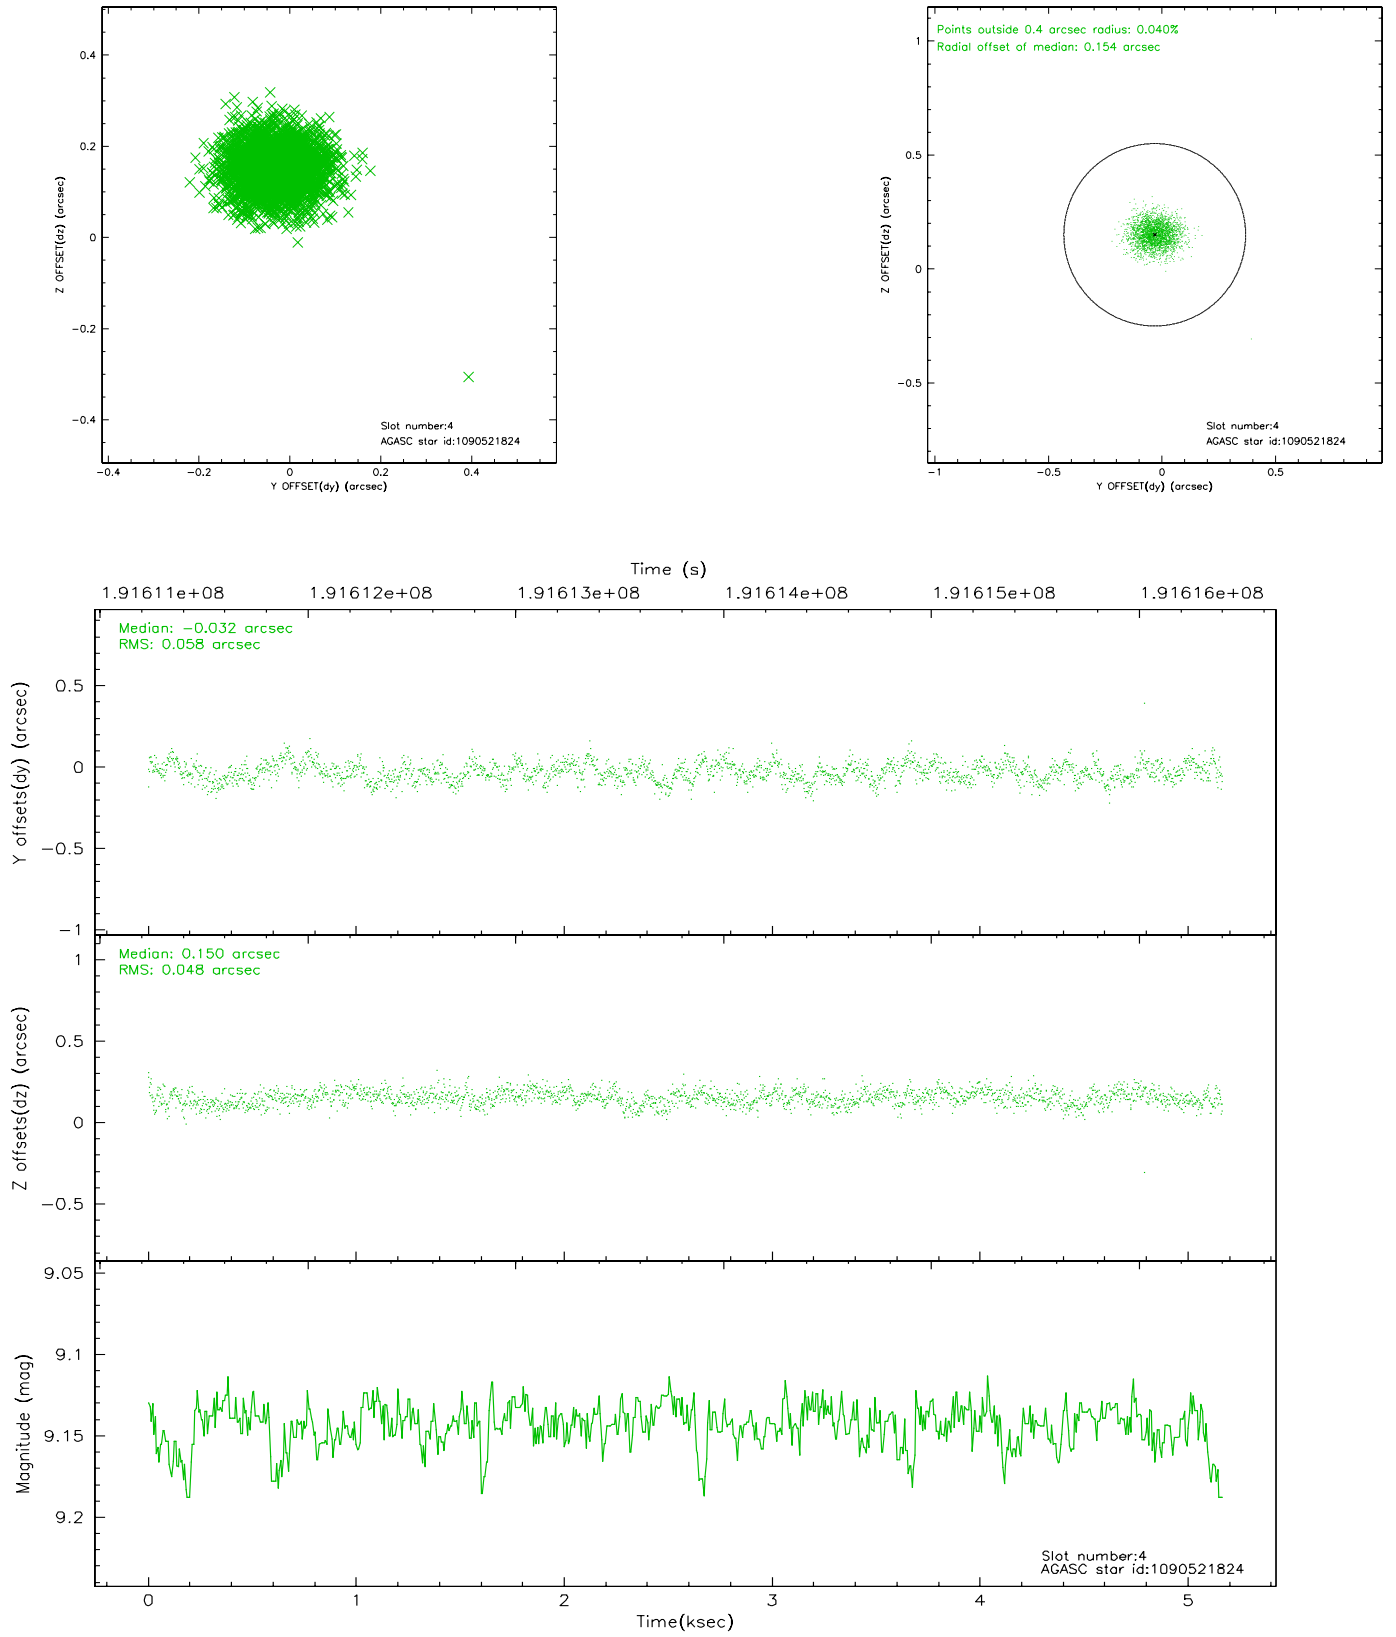 0.4
0.2
0
−0.2
−0.4
Z OFFSET(dz) (arcsec)
Slot number:4
AGASC star id:1090521824
−0.4 −0.2 0 0.2 0.4
Y OFFSET(dy) (arcsec)
Points outside 0.4 arcsec radius: 0.040%
Radial offset of median: 0.154 arcsec
1
0.5
0
−0.5
Z OFFSET(dz) (arcsec)
Slot number:4
AGASC star id:1090521824
−1 −0.5 0 0.5
Y OFFSET(dy) (arcsec)
Time (s)
1.91611e+08 1.91612e+08 1.91613e+08 1.91614e+08 1.91615e+08 1.91616e+08
Median: −0.032 arcsec
RMS: 0.058 arcsec
0.5
0
−0.5
−1
Y offsets(dy) (arcsec)
Median: 0.150 arcsec
RMS: 0.048 arcsec
1
0.5
0
−0.5
Z offsets(dz) (arcsec)
9.05
9.1
9.15
9.2
Magnitude (mag)
Slot number:4
AGASC star id:1090521824
0 1 2 3 4 5
Time(ksec)